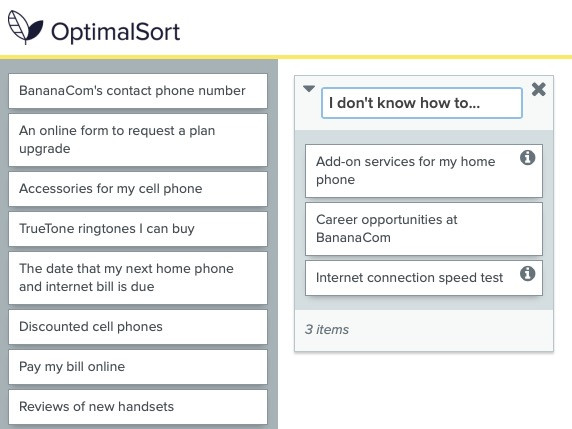 OptimalSort
BananaCom's contact phone number
An online form to request a plan
upgrade
Accessories for my cell phone
TrueTone ringtones I can buy
The date that my next home phone
and internet bill is due
Discounted cell phones
Pay my bill online
Reviews of new handsets
I don't know how to...
Add-on services for my home
phone
Career opportunities at
BananaCom
Internet connection speed test
3 items